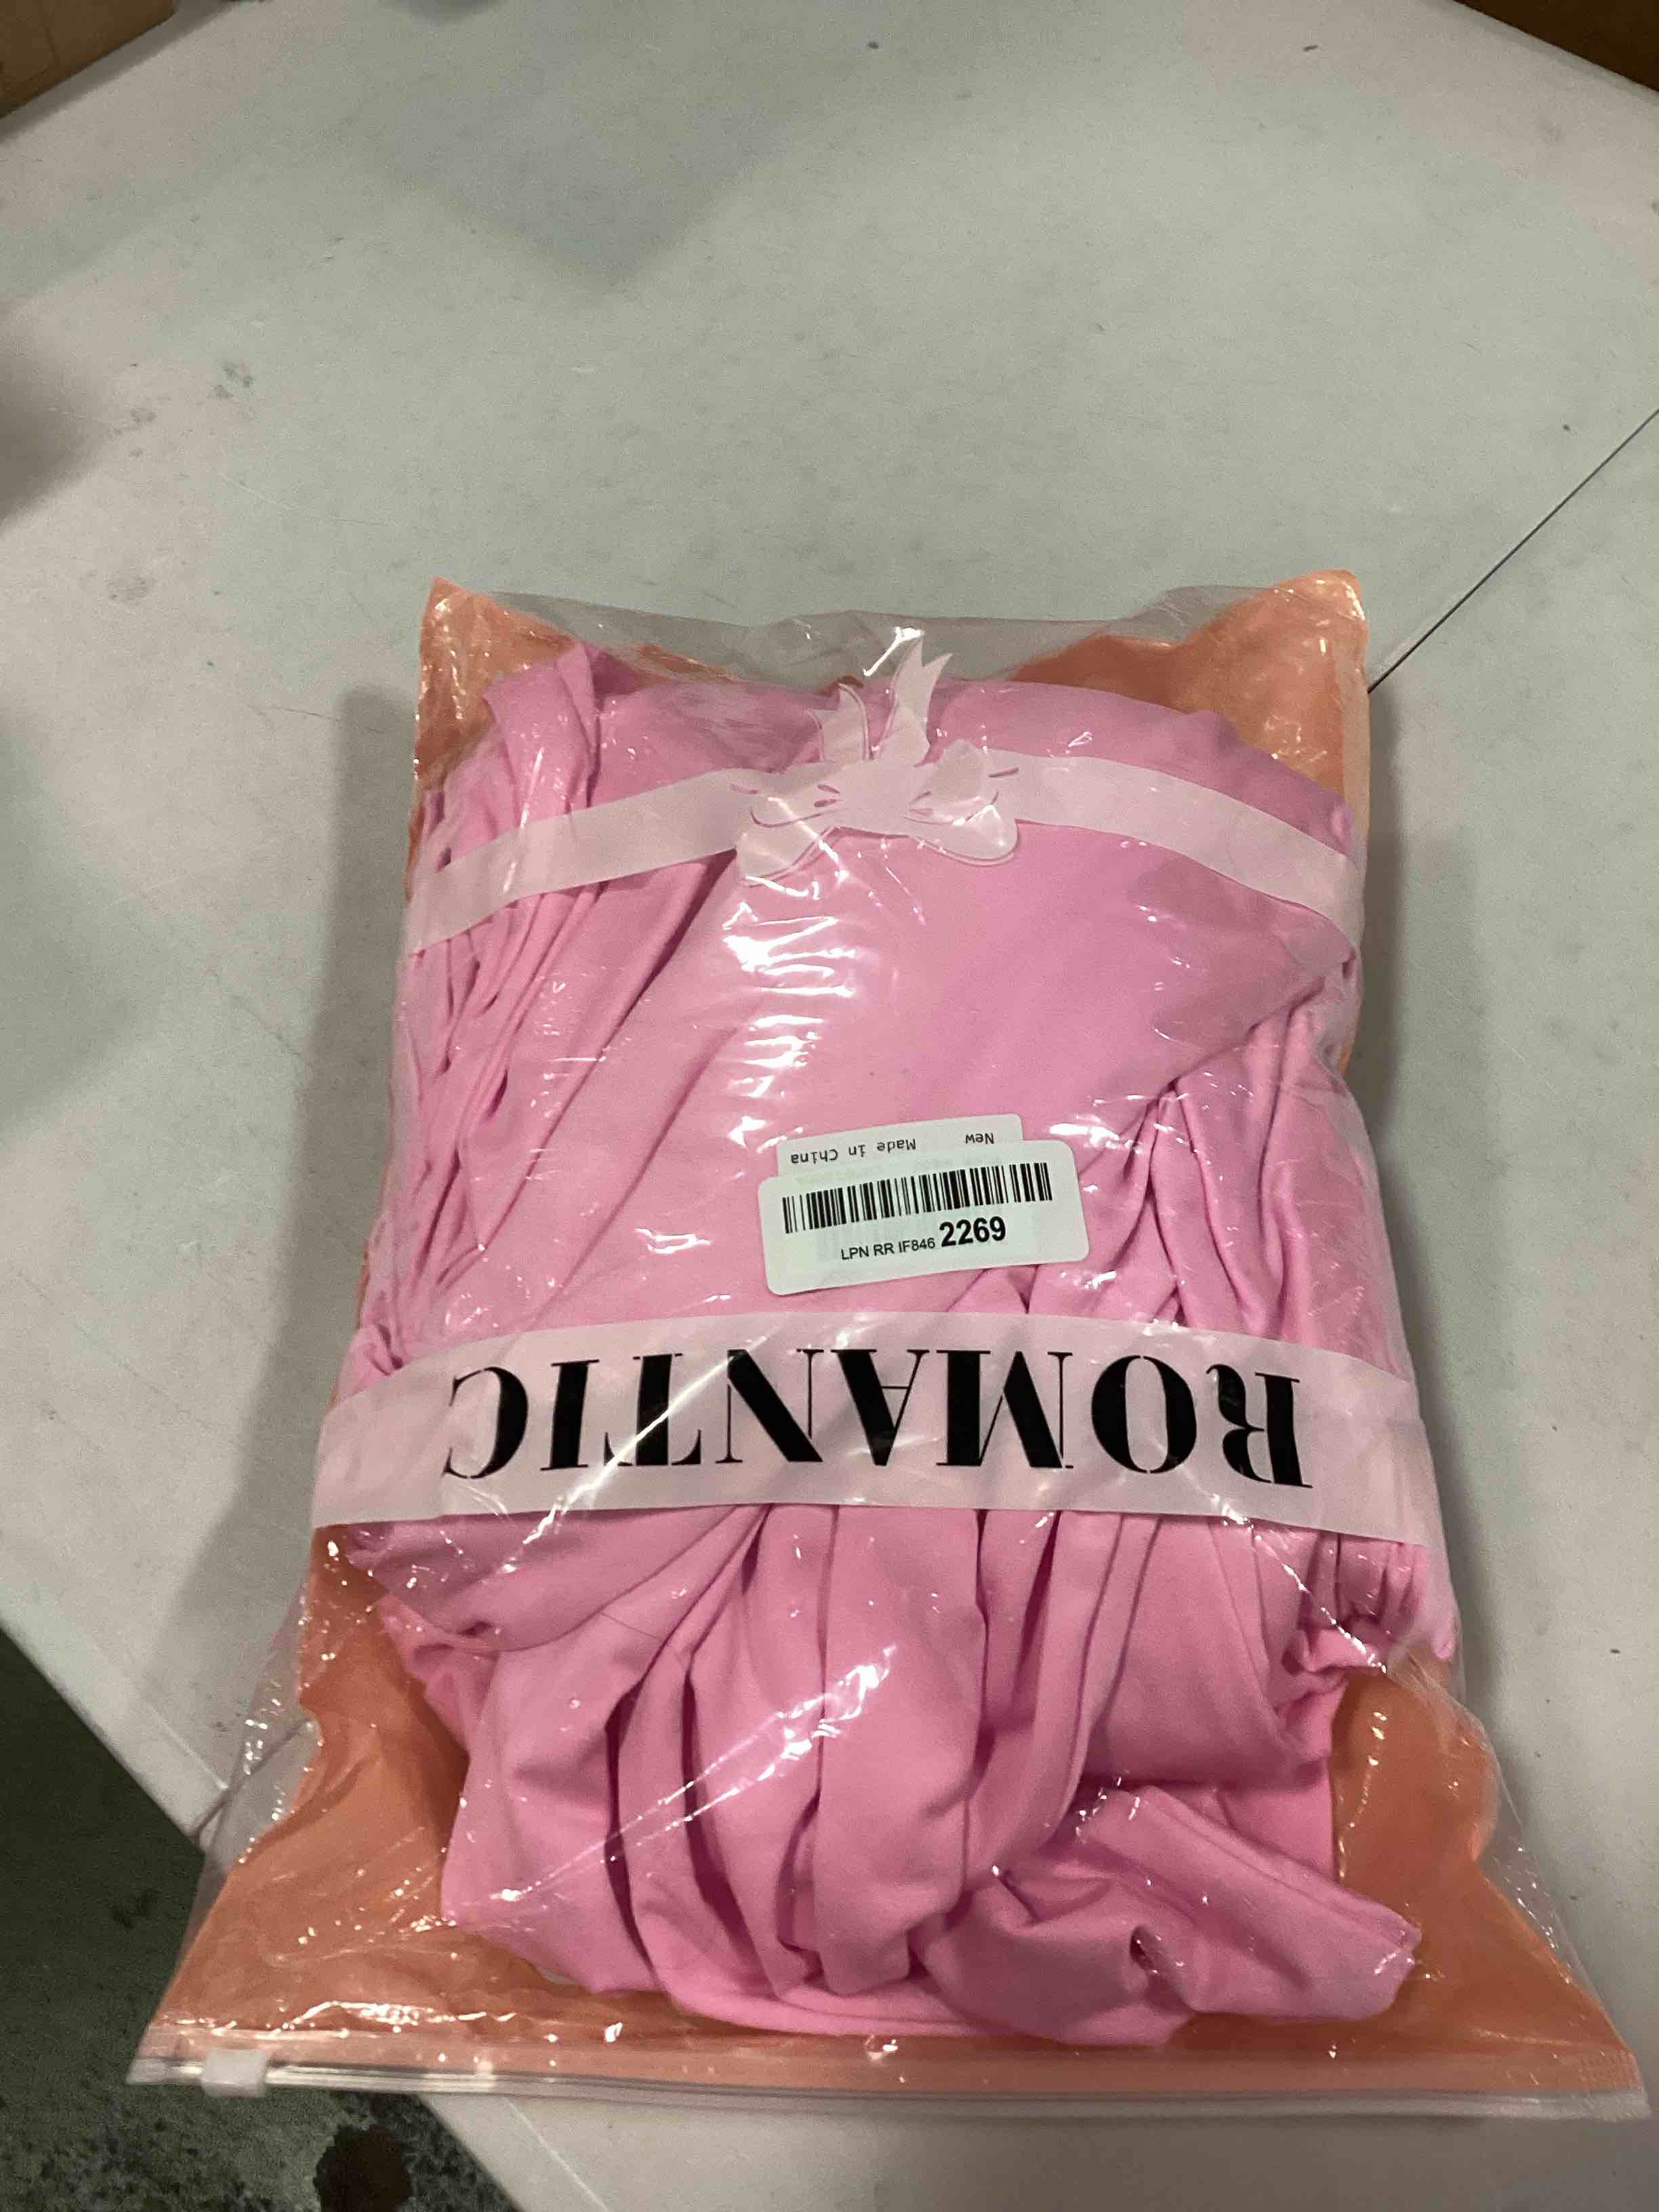 New Made in China
LPN RR IF846 2269
ROMANTIC